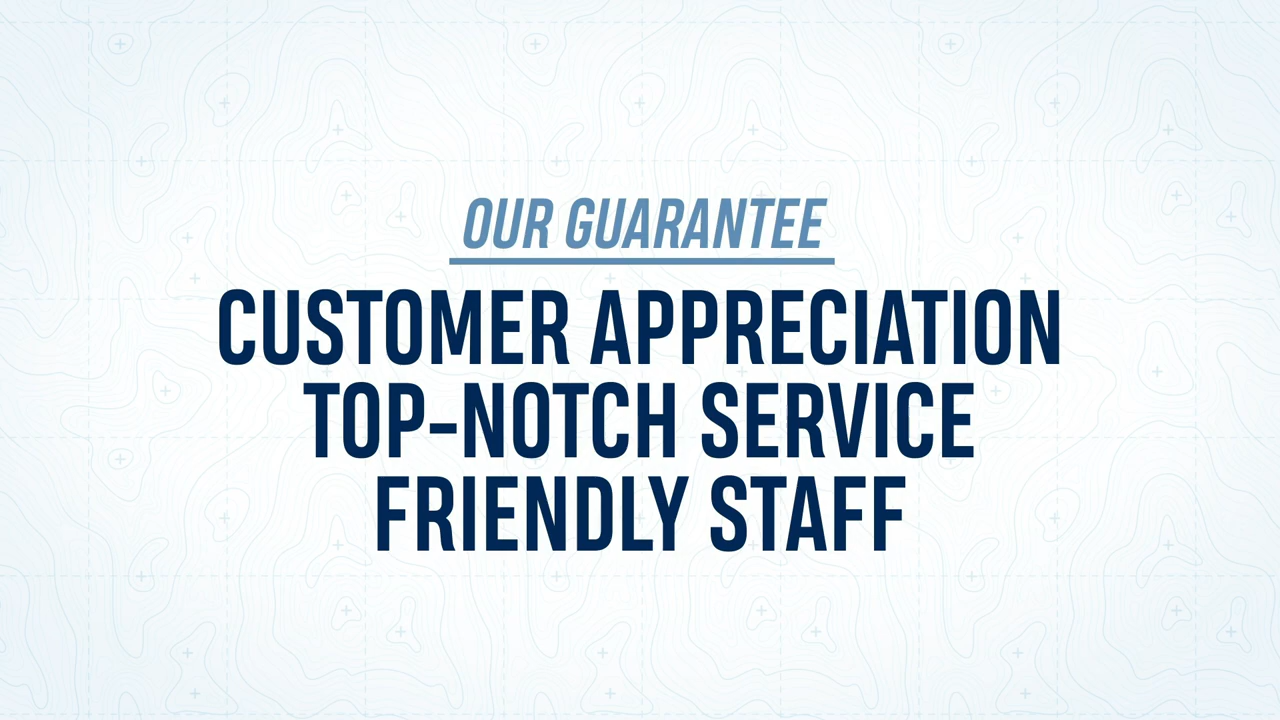 OUR GUARANTEE
CUSTOMER APPRECIATION
TOP-NOTCH SERVICE
FRIENDLY STAFF